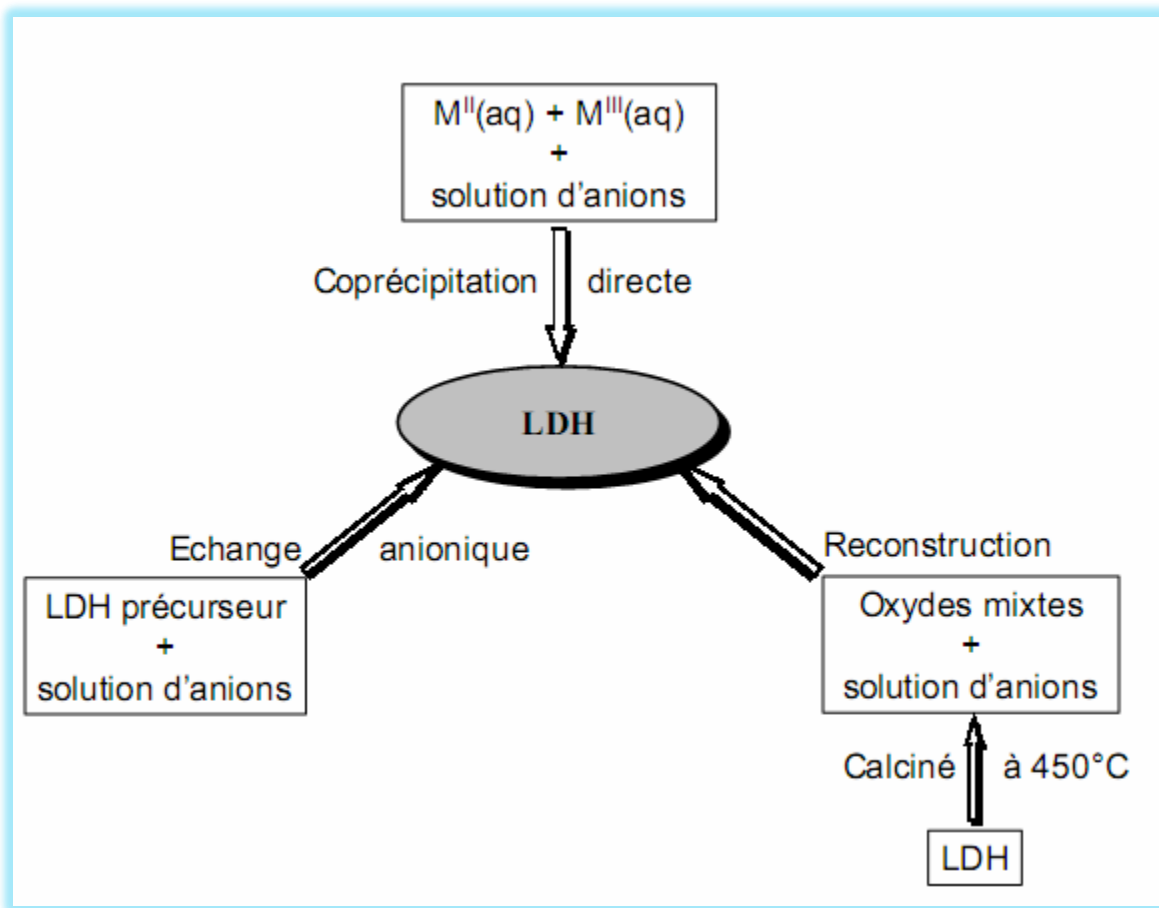 M^II(aq) + M^III(aq)
+
solution d'anions
Coprécipitation directe
LDH
Echange anionique
LDH précurseur
+
solution d'anions
Reconstruction
Oxydes mixtes
+
solution d'anions
Calciné à 450°C
LDH